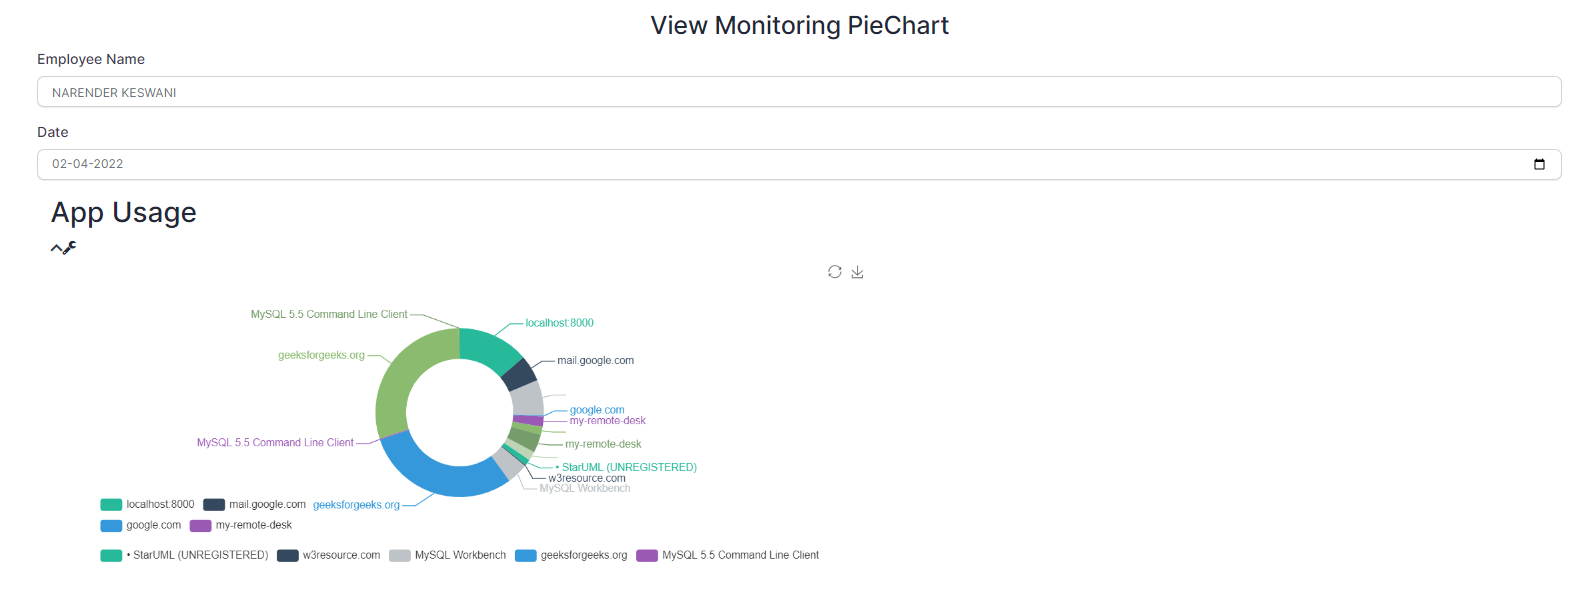 View Monitoring PieChart
Employee Name
NARENDER KESWANI
Date
02-04-2022
App Usage
MySQL 5.5 Command Line Client
localhost:8000
geeksforgeeks.org
mail.google.com
google.com
my-remote-desk
MySQL 5.5 Command Line Client
my-remote-desk
• StarUML (UNREGISTERED)
w3resource.com
MySQL Workbench
localhost:8000 mail.google.com geeksforgeeks.org
google.com my-remote-desk
• StarUML (UNREGISTERED) w3resource.com MySQL Workbench geeksforgeeks.org MySQL 5.5 Command Line Client